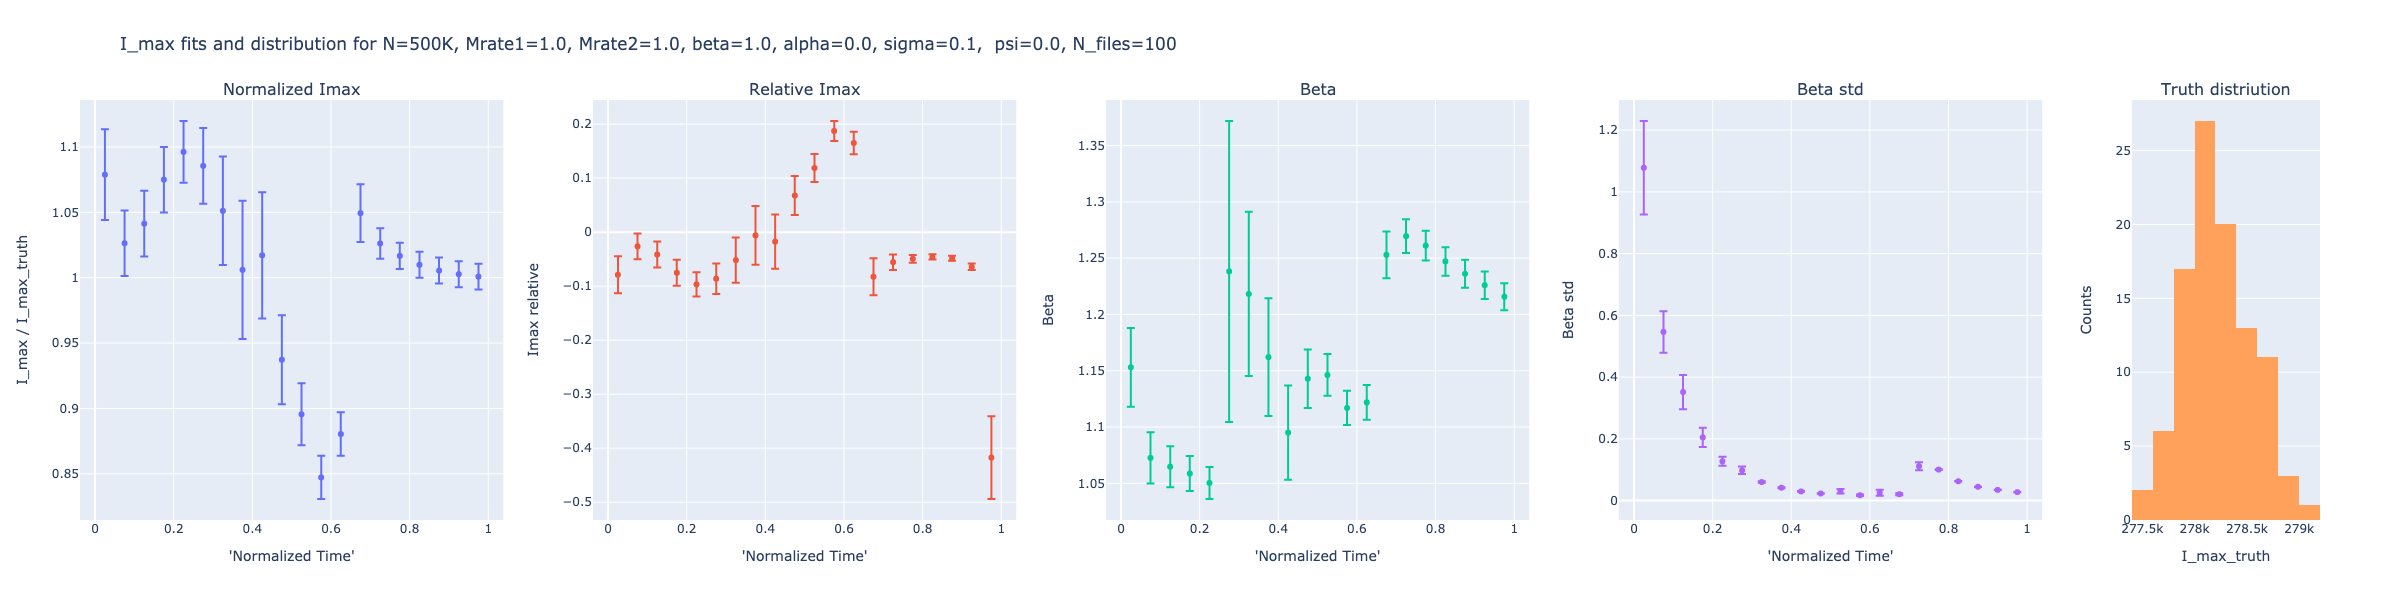 I_max fits and distribution for N=500K, Mrate1=1.0, Mrate2=1.0, beta=1.0, alpha=0.0, sigma=0.1,  psi=0.0, N_files=100
Normalized Imax
I_max / I_max_truth
1.1
1.05
1
0.95
0.9
0.85
0 0.2 0.4 0.6 0.8 1
'Normalized Time'
Relative Imax
Imax relative
0.2
0.1
0
−0.1
−0.2
−0.3
−0.4
−0.5
0 0.2 0.4 0.6 0.8 1
'Normalized Time'
Beta
Beta
1.35
1.3
1.25
1.2
1.15
1.1
1.05
0 0.2 0.4 0.6 0.8 1
'Normalized Time'
Beta std
Beta std
1.2
1
0.8
0.6
0.4
0.2
0
0 0.2 0.4 0.6 0.8 1
'Normalized Time'
Truth distriution
Counts
25
20
15
10
5
0
277.5k 278k 278.5k 279k
I_max_truth